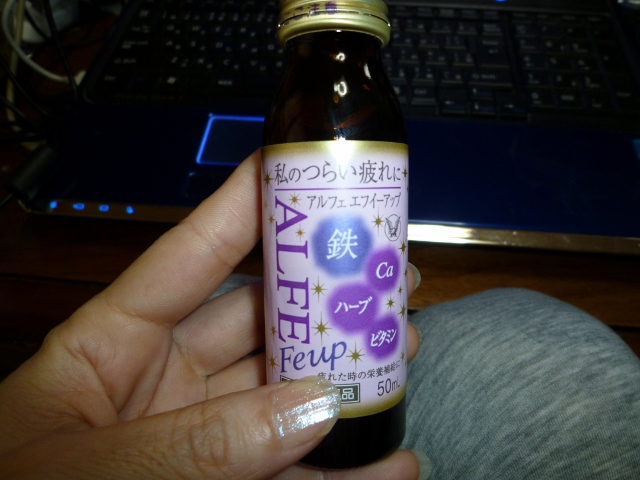 私のつらい疲れに
アルフェ エフイーアップ
ALFE
Feup
鉄
Ca
ハーブ
ビタミン
疲れた時の栄養補給に
品
50mL